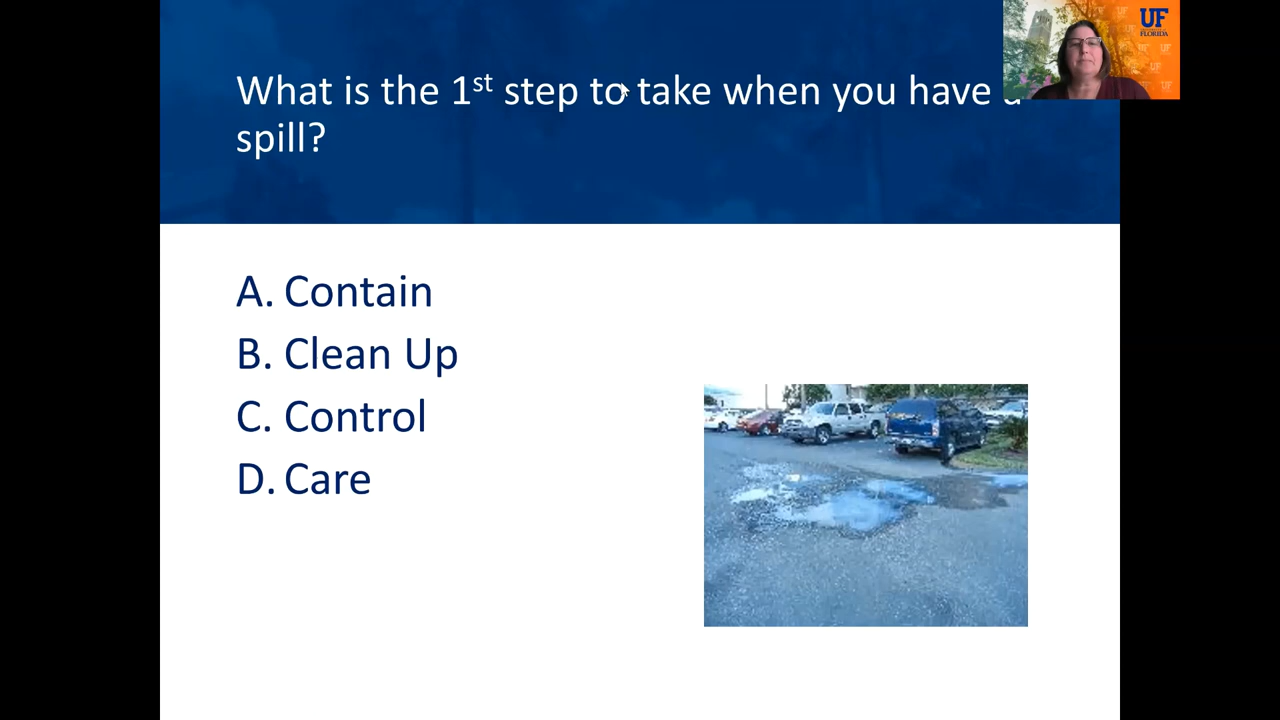 What is the 1st step to take when you have a
spill?
UF
FLORIDA
A. Contain
B. Clean Up
C. Control
D. Care